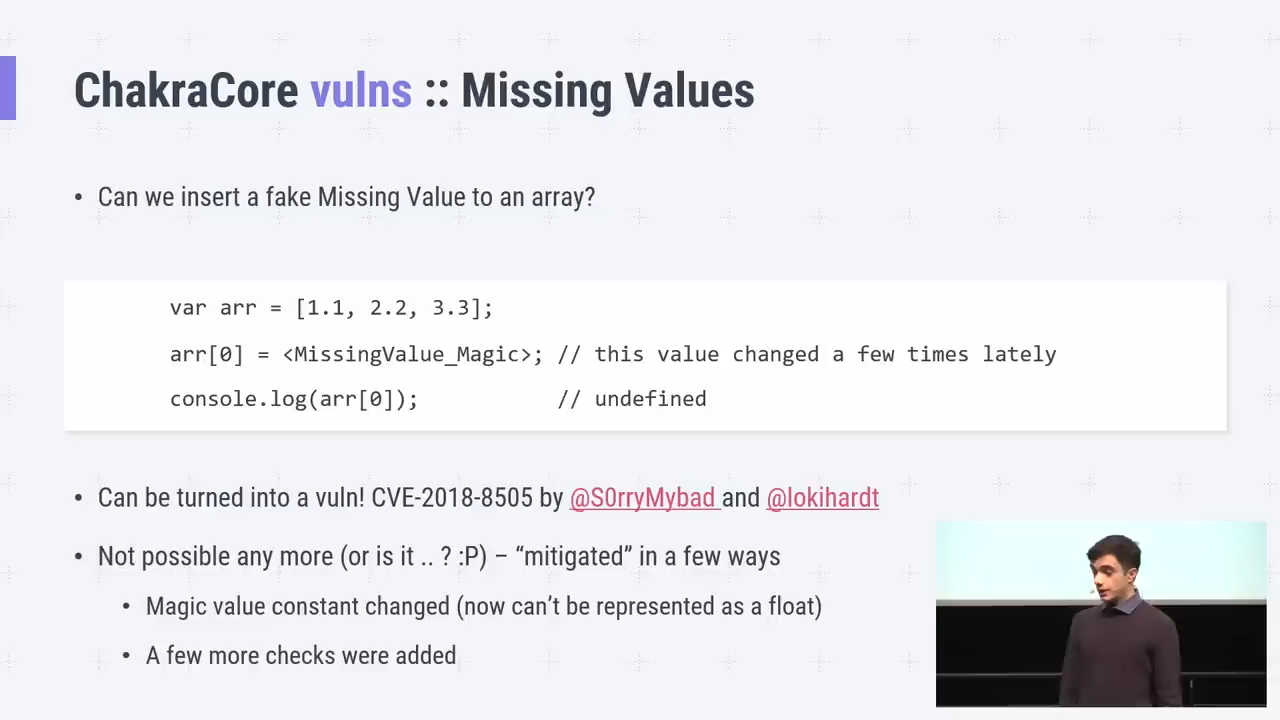 ChakraCore vulns :: Missing Values
• Can we insert a fake Missing Value to an array?
var arr = [1.1, 2.2, 3.3];
arr[0] = <MissingValue_Magic>; // this value changed a few times lately
console.log(arr[0]); // undefined
• Can be turned into a vuln! CVE-2018-8505 by @S0rryMybad and @lokihardt
• Not possible any more (or is it .. ? :P) – “mitigated” in a few ways
• Magic value constant changed (now can’t be represented as a float)
• A few more checks were added